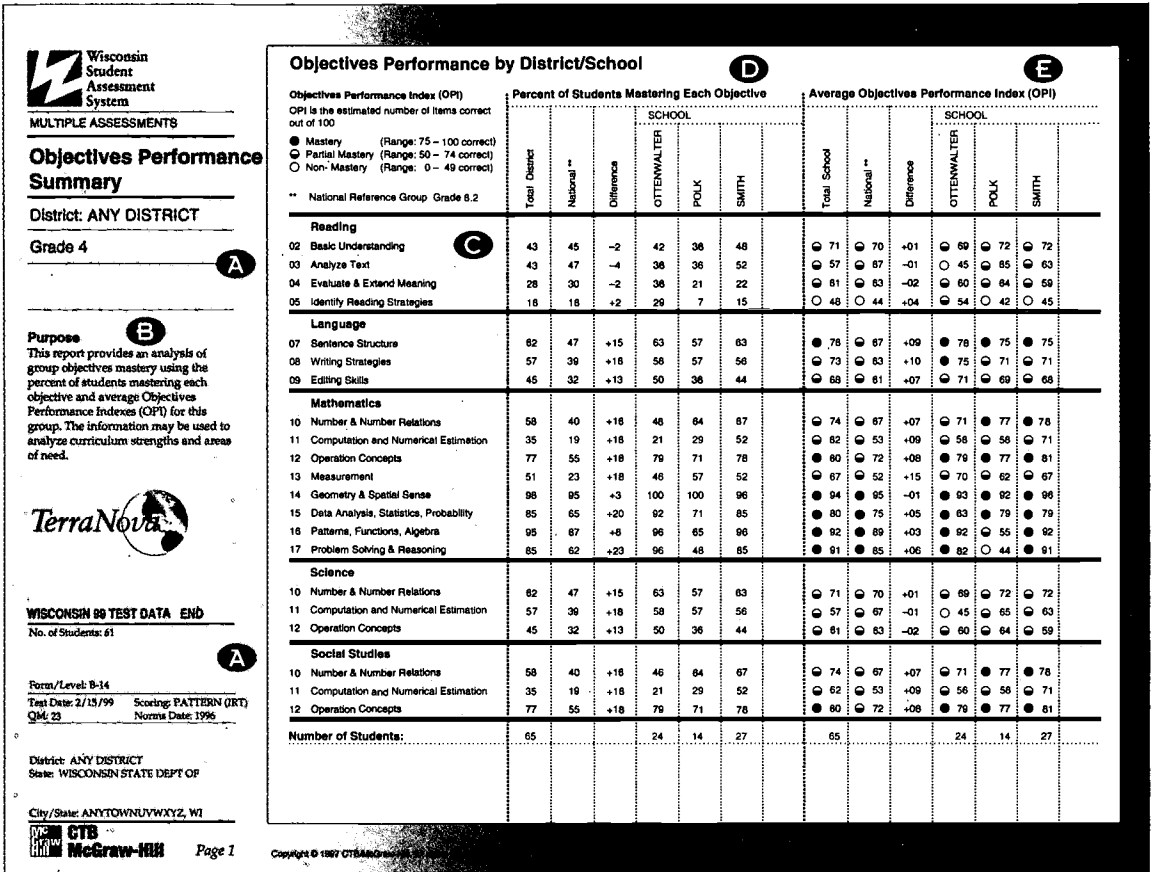 Wisconsin
Student
Assessment
System
MULTIPLE ASSESSMENTS
Objectives Performance
Summary
District: ANY DISTRICT
Grade 4
A
Purpose
B
This report provides an analysis of
group objectives mastery using the
percent of students mastering each
objective and average Objectives
Performance Indexes (OPI) for this
group. The information may be used to
analyze curriculum strengths and areas
of need.
TerraNova
WISCONSIN 99 TEST DATA END
No. of Students: 61
A
Form/Level: B-14
Test Date: 2/15/99 Scoring: PATTERN (IRT)
QM: 23 Norms Date: 1996
District: ANY DISTRICT
State: WISCONSIN STATE DEPT OF
City/State: ANYTOWNUVWXYZ, WI
Mc Graw Hill CTB
McGraw-Hill Page 1
Objectives Performance by District/School
D
E
Objectives Performance Index (OPI)
OPI is the estimated number of items correct
out of 100
Mastery (Range: 75 – 100 correct)
Partial Mastery (Range: 50 – 74 correct)
Non-Mastery (Range: 0 – 49 correct)
** National Reference Group Grade 8.2
Percent of Students Mastering Each Objective
Average Objectives Performance Index (OPI)
SCHOOL SCHOOL
Total District National ** Difference OTTENWALTER POLK SMITH Total School National ** Difference OTTENWALTER POLK SMITH
Reading
C
02 Basic Understanding 43 45 –2 42 36 48 71 70 +01 69 72 72
03 Analyze Text 43 47 –4 38 36 52 57 67 –01 45 65 63
04 Evaluate & Extend Meaning 28 30 –2 38 21 22 61 63 –02 60 64 59
05 Identify Reading Strategies 18 16 +2 29 7 15 48 44 +04 54 42 45
Language
07 Sentence Structure 62 47 +15 63 57 63 76 67 +09 78 75 75
08 Writing Strategies 57 39 +18 58 57 56 73 63 +10 75 71 71
09 Editing Skills 45 32 +13 50 36 44 68 61 +07 71 69 68
Mathematics
10 Number & Number Relations 58 40 +18 46 64 67 74 67 +07 71 77 78
11 Computation and Numerical Estimation 35 19 +16 21 29 52 62 53 +09 56 58 71
12 Operation Concepts 77 55 +18 79 71 78 80 72 +08 79 77 81
13 Measurement 51 23 +18 46 57 52 67 52 +15 70 62 67
14 Geometry & Spatial Sense 98 95 +3 100 100 96 94 95 –01 93 92 96
15 Data Analysis, Statistics, Probability 85 65 +20 92 71 85 80 75 +05 83 79 79
16 Patterns, Functions, Algebra 95 87 +8 96 65 96 92 89 +03 92 55 92
17 Problem Solving & Reasoning 85 62 +23 96 48 85 91 85 +06 82 44 91
Science
10 Number & Number Relations 62 47 +15 63 57 63 71 70 +01 69 72 72
11 Computation and Numerical Estimation 57 39 +18 58 57 56 57 67 –01 45 65 63
12 Operation Concepts 45 32 +13 50 36 44 61 63 –02 60 64 59
Social Studies
10 Number & Number Relations 58 40 +18 46 64 67 74 67 +07 71 77 78
11 Computation and Numerical Estimation 35 19 +16 21 29 52 62 53 +09 56 58 71
12 Operation Concepts 77 55 +18 79 71 78 80 72 +08 79 77 81
Number of Students: 65 24 14 27 65 24 14 27
Copyright © 1997 CTB/McGraw-Hill